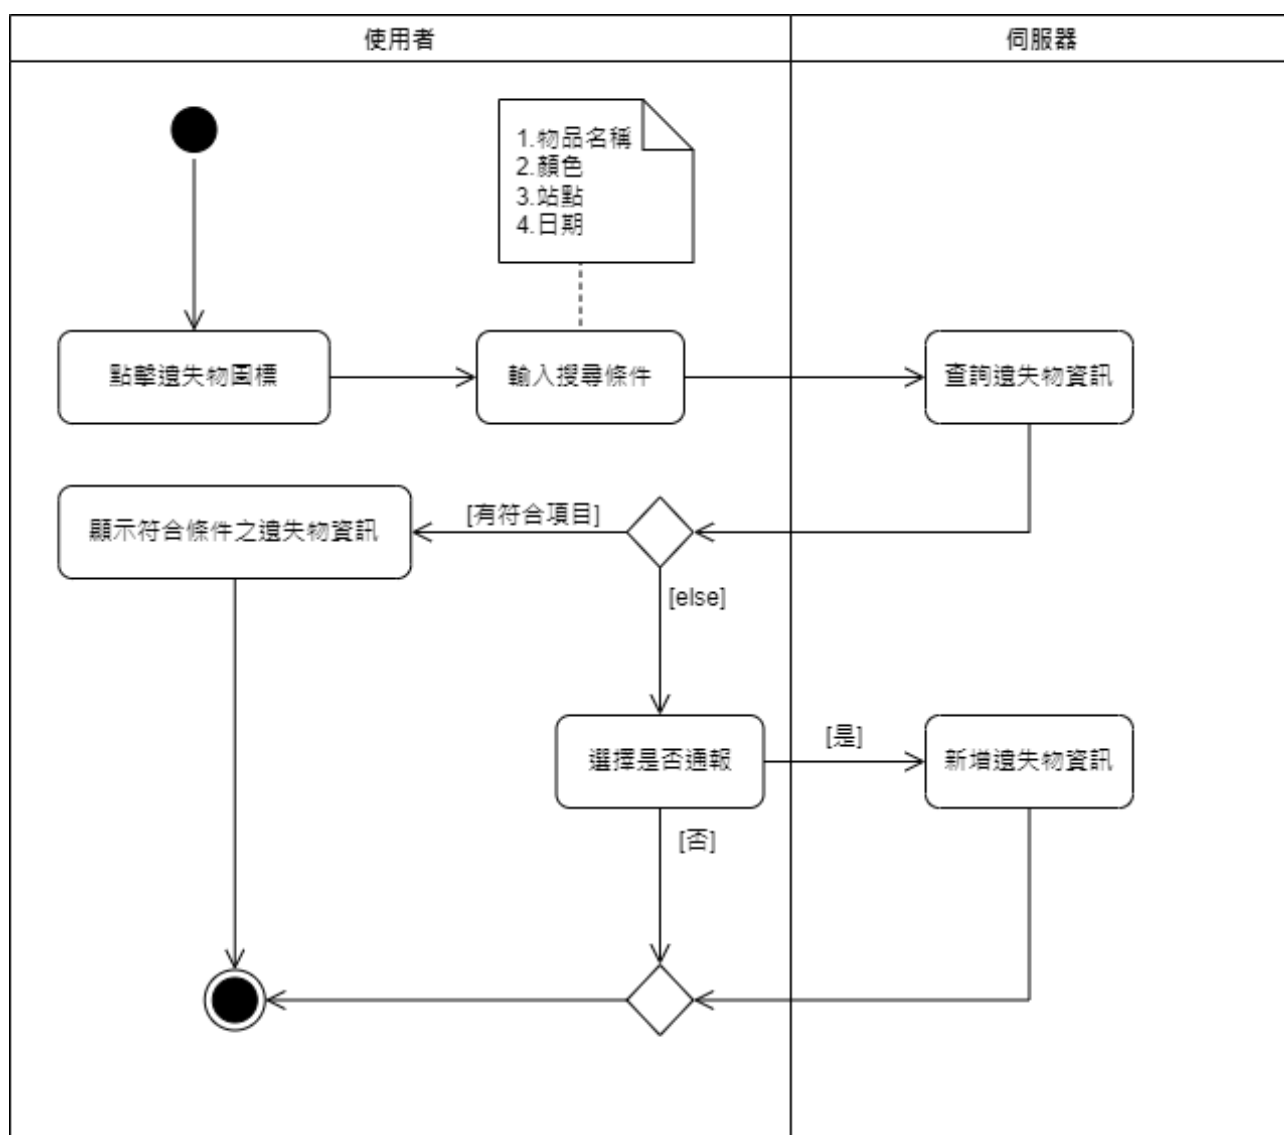 使用者
伺服器
1.物品名稱
2.顏色
3.站點
4.日期
點擊遺失物圖標
輸入搜尋條件
查詢遺失物資訊
顯示符合條件之遺失物資訊
[有符合項目]
[else]
選擇是否通報
[是]
新增遺失物資訊
[否]